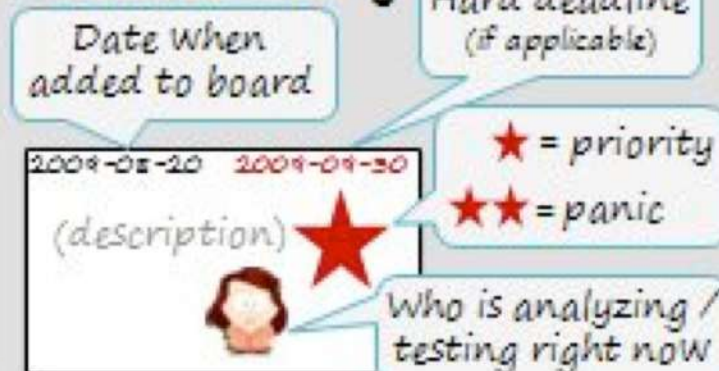 Hard deadline
(if applicable)
Date when
added to board
2009-08-20 2009-09-30
= priority
= panic
(description)
Who is analyzing /
testing right now